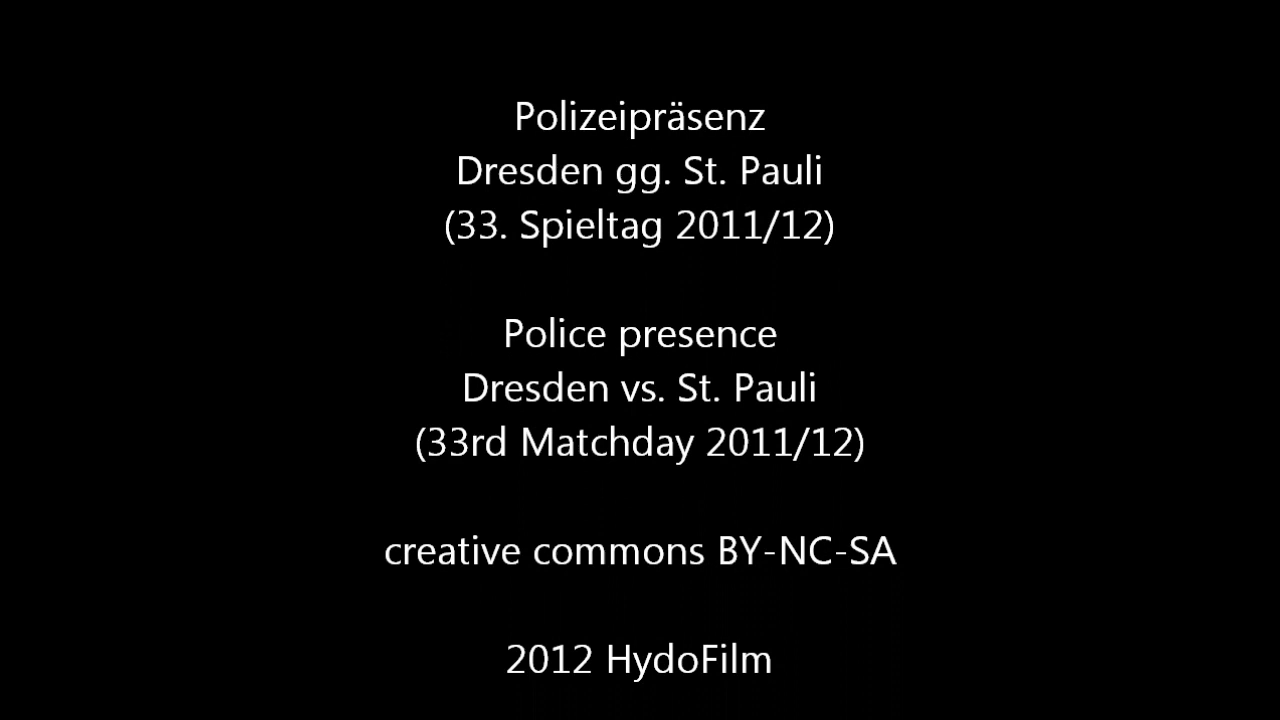 Polizeipräsenz
Dresden gg. St. Pauli
(33. Spieltag 2011/12)
Police presence
Dresden vs. St. Pauli
(33rd Matchday 2011/12)
creative commons BY-NC-SA
2012 HydoFilm